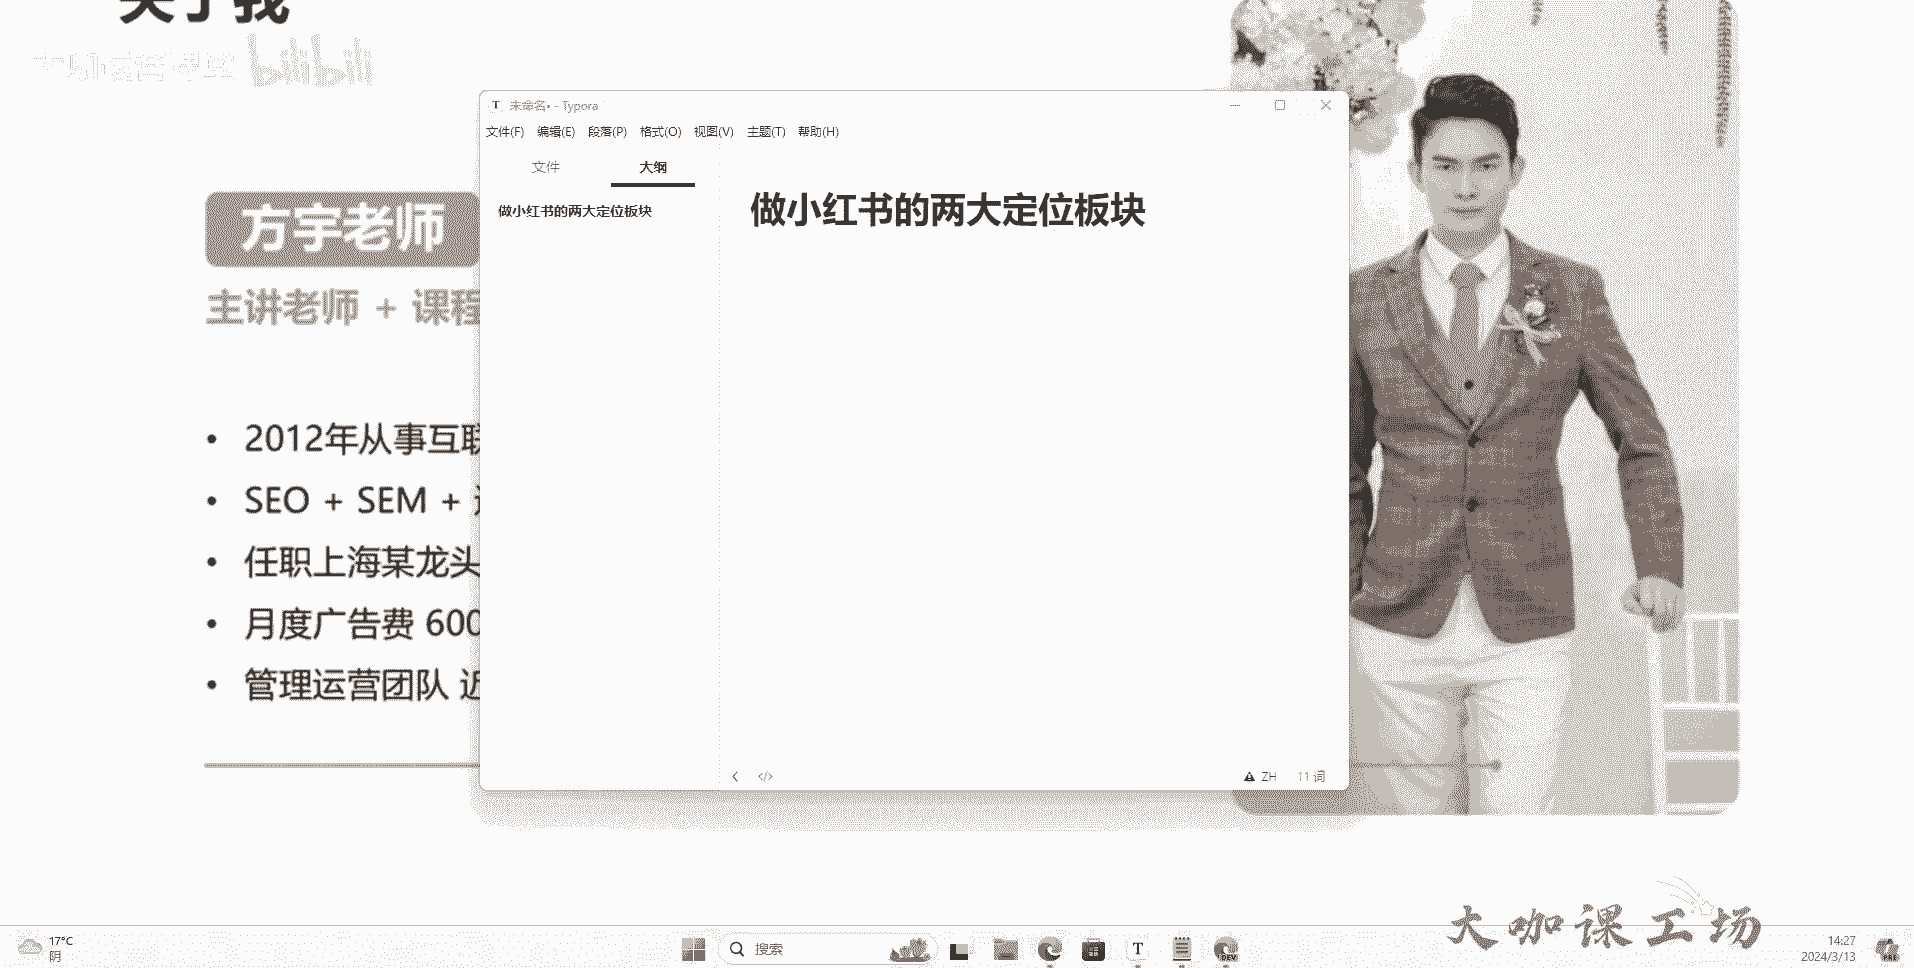 关于我
bilibili
未命名• - Typora
文件(F) 编辑(E) 段落(P) 格式(O) 视图(V) 主题(T) 帮助(H)
文件 大纲
做小红书的两大定位板块
做小红书的两大定位板块
方宇老师
主讲老师 + 课程
2012年从事互联
SEO + SEM +
任职上海某龙头
月度广告费 600
管理运营团队 近
ZH 11 词
大咖课工场
17°C
阴
搜索
T
DEV
14:27
2024/3/13
PRE